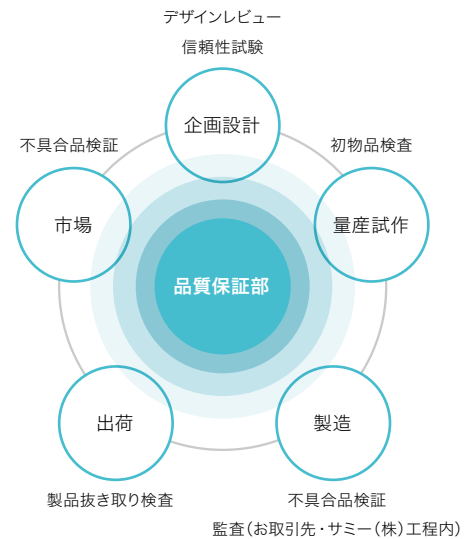 デザインレビュー
信頼性試験
企画設計
不具合品検証
初物品検査
市場
量産試作
品質保証部
出荷
製造
製品抜き取り検査
不具合品検証
監査(お取引先・サミー(株)工程内)